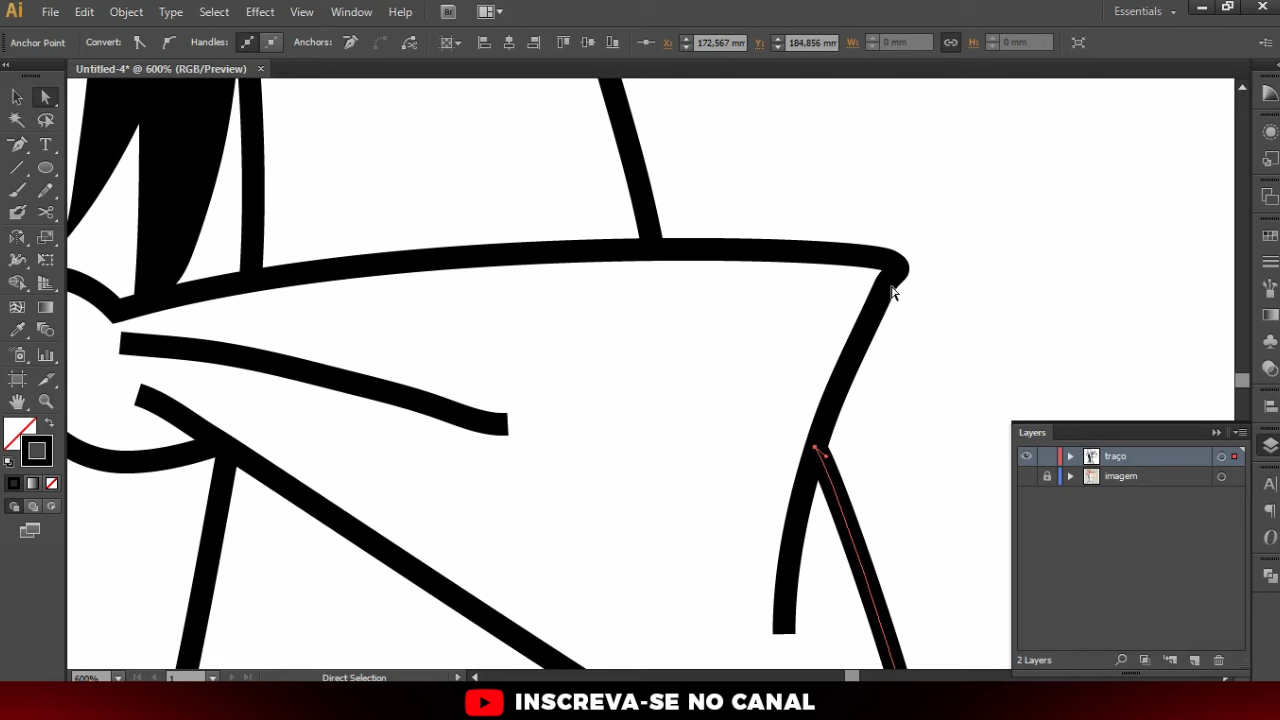 Ai File Edit Object Type Select Effect View Window Help Br Essentials
Anchor Point Convert: Handles: Anchors: X: 172,567 mm Y: 184,856 mm W: 0 mm H: 0 mm
Untitled-4* @ 600% (RGB/Preview) ×
Layers
traço
imagem
2 Layers
600% 1 Direct Selection
INSCREVA-SE NO CANAL